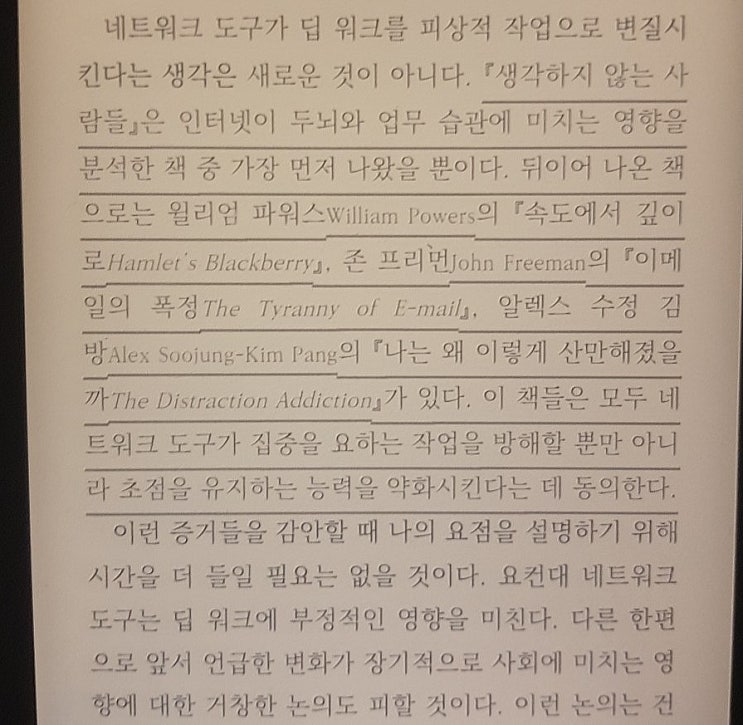 네트워크 도구가 딥 워크를 피상적 작업으로 변질시
킨다는 생각은 새로운 것이 아니다. 『생각하지 않는 사
람들』은 인터넷이 두뇌와 업무 습관에 미치는 영향을
분석한 책 중 가장 먼저 나왔을 뿐이다. 뒤이어 나온 책
으로는 윌리엄 파워스William Powers의 『속도에서 깊이
로Hamlet's Blackberry』, 존 프리먼John Freeman의 『이메
일의 폭정The Tyranny of E-mail』, 알렉스 수정 김
방Alex Soojung-Kim Pang의 『나는 왜 이렇게 산만해졌을
까The Distraction Addiction』가 있다. 이 책들은 모두 네
트워크 도구가 집중을 요하는 작업을 방해할 뿐만 아니
라 초점을 유지하는 능력을 약화시킨다는 데 동의한다.
이런 증거들을 감안할 때 나의 요점을 설명하기 위해
시간을 더 들일 필요는 없을 것이다. 요컨대 네트워크
도구는 딥 워크에 부정적인 영향을 미친다. 다른 한편
으로 앞서 언급한 변화가 장기적으로 사회에 미치는 영
향에 대한 거창한 논의도 피할 것이다. 이런 논의는 건